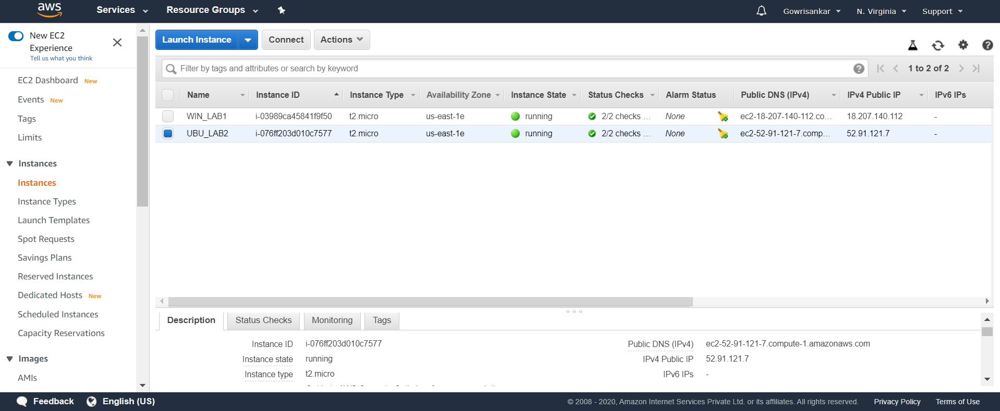 aws Services Resource Groups Gowrisankar N. Virginia Support
New EC2
Experience
Tell us what you think
EC2 Dashboard New
Events New
Tags
Limits
Instances
Instances
Instance Types
Launch Templates
Spot Requests
Savings Plans
Reserved Instances
Dedicated Hosts New
Scheduled Instances
Capacity Reservations
Images
AMIs
Launch Instance Connect Actions
Filter by tags and attributes or search by keyword 1 to 2 of 2
Name Instance ID Instance Type Availability Zone Instance State Status Checks Alarm Status Public DNS (IPv4) IPv4 Public IP IPv6 IPs
WIN_LAB1 i-03989ca45841f9f50 t2.micro us-east-1e running 2/2 checks ... None ec2-18-207-140-112.co... 18.207.140.112 -
UBU_LAB2 i-076ff203d010c7577 t2.micro us-east-1e running 2/2 checks ... None ec2-52-91-121-7.comp... 52.91.121.7 -
Description Status Checks Monitoring Tags
Instance ID i-076ff203d010c7577 Public DNS (IPv4) ec2-52-91-121-7.compute-1.amazonaws.com
Instance state running IPv4 Public IP 52.91.121.7
Instance type t2.micro IPv6 IPs -
Feedback English (US) © 2008 - 2020, Amazon Internet Services Private Ltd. or its affiliates. All rights reserved. Privacy Policy Terms of Use